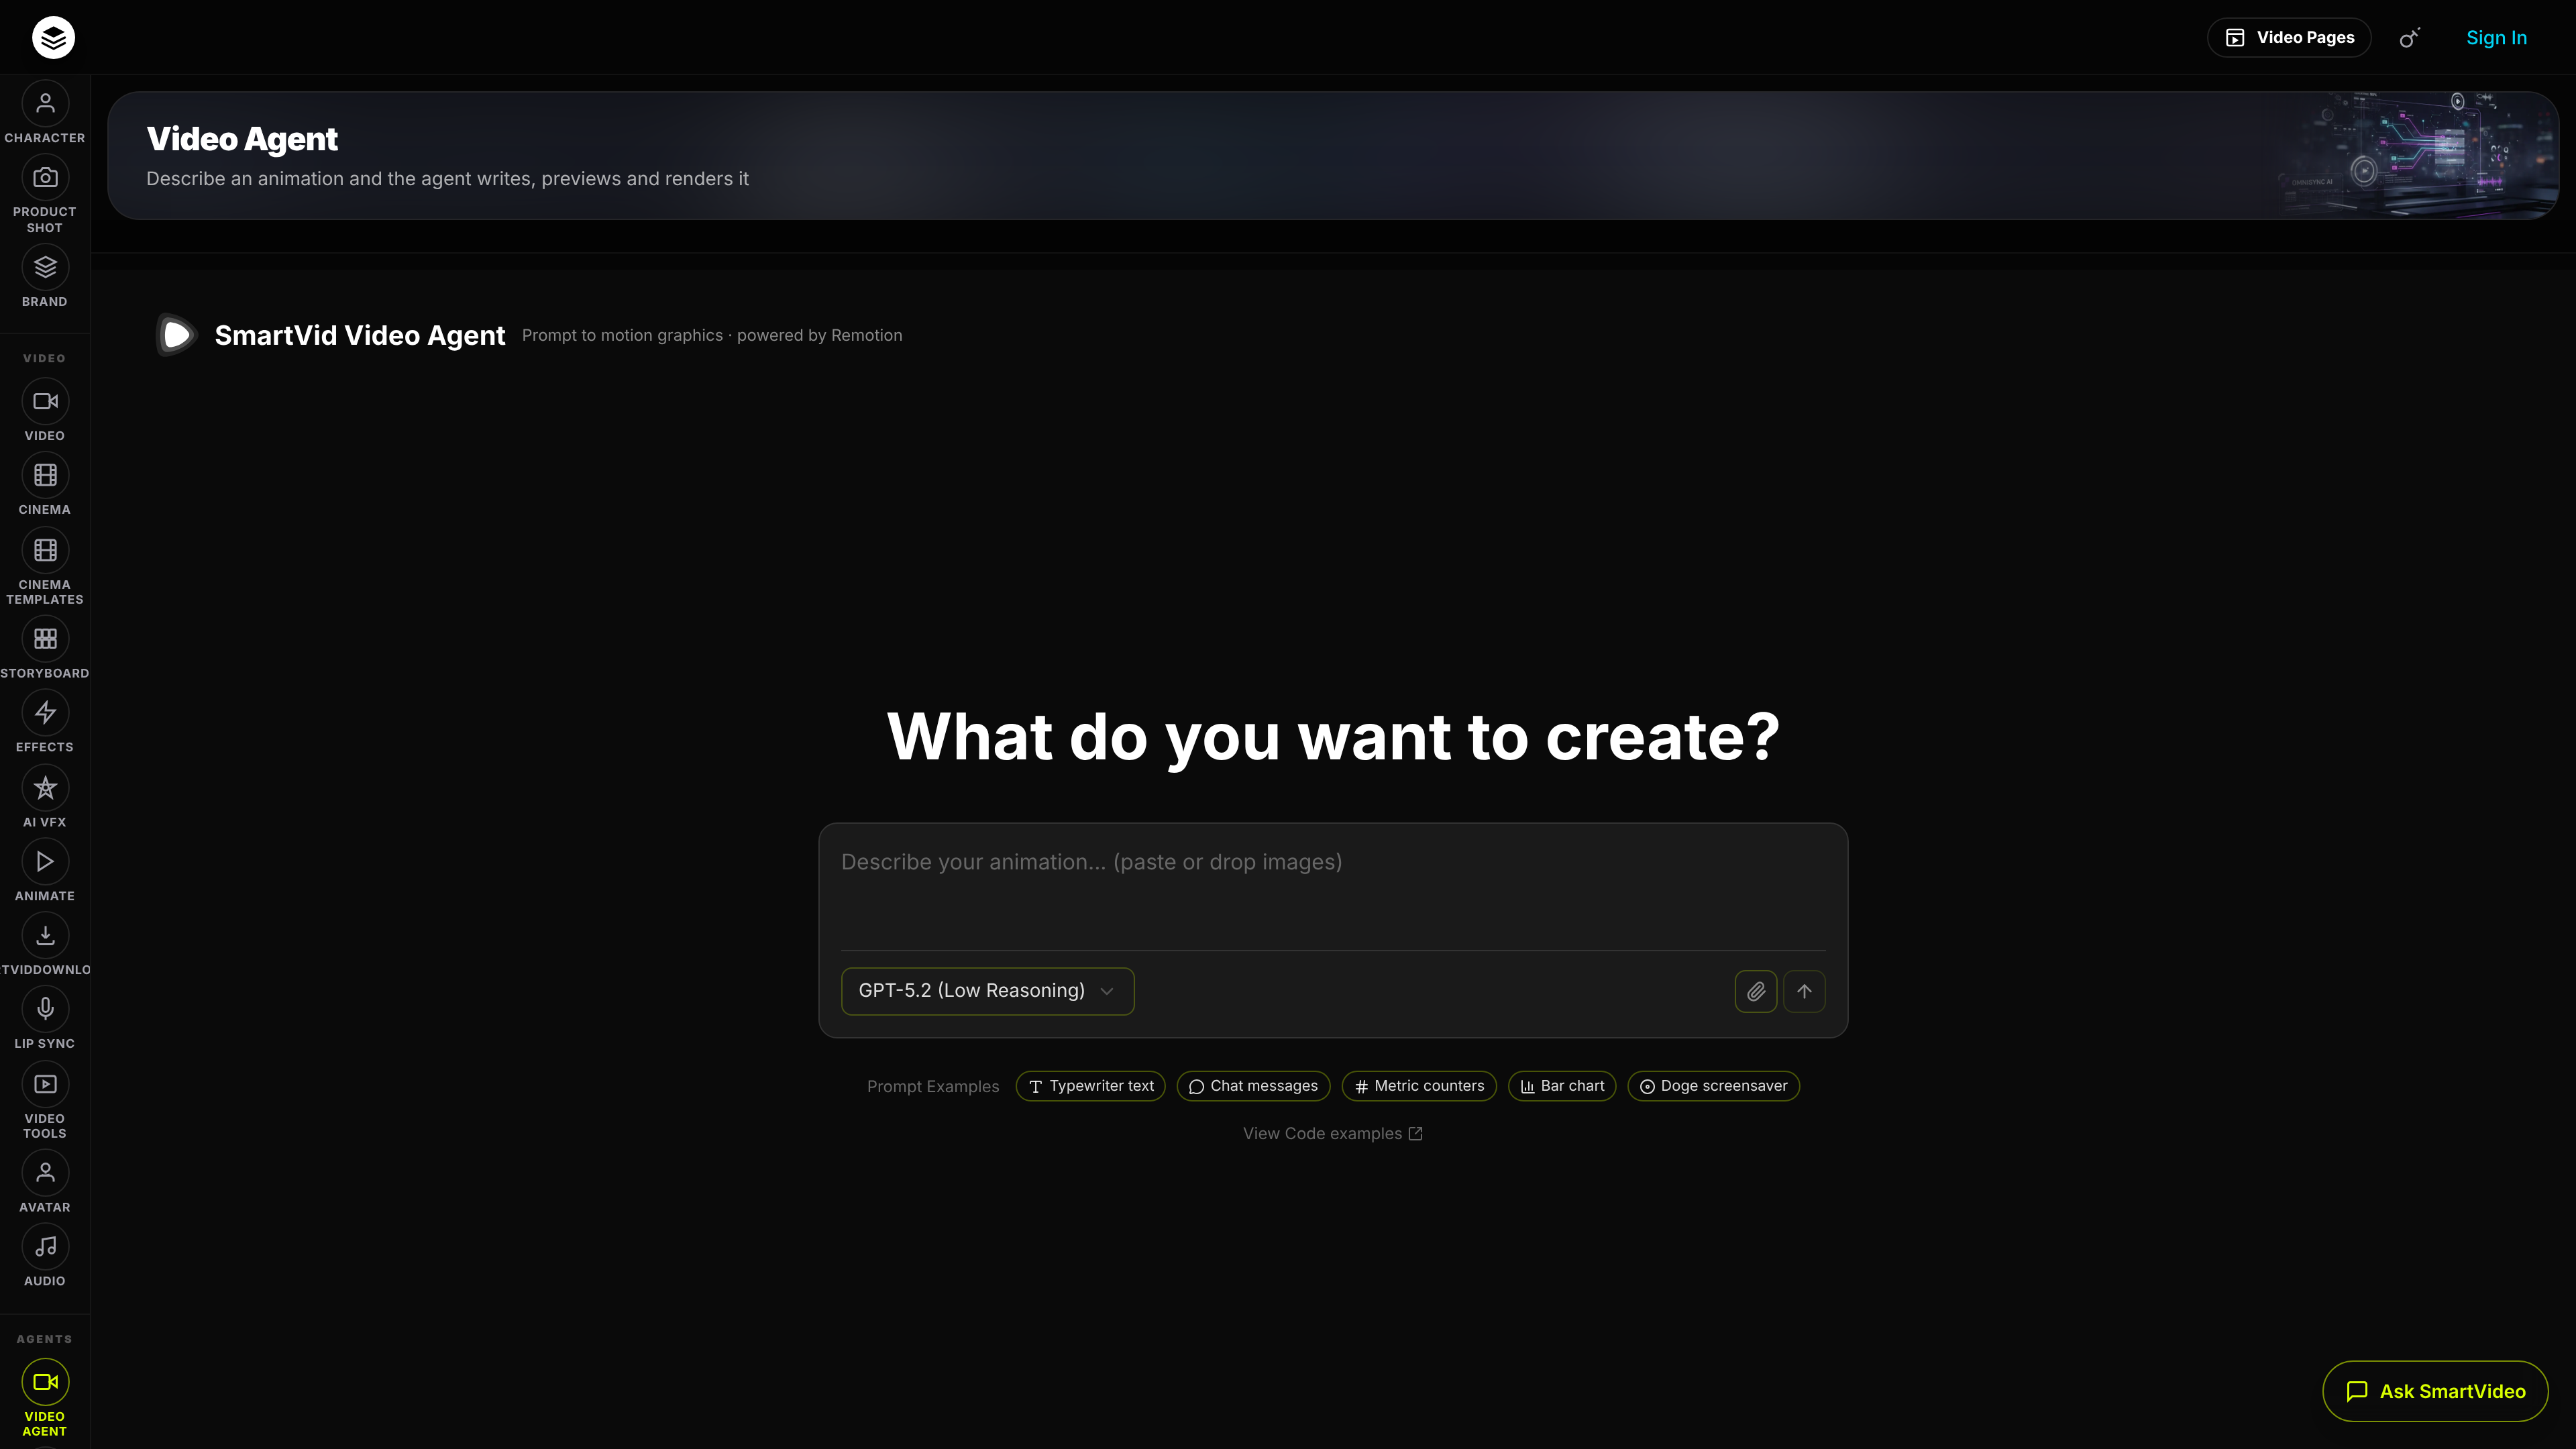 Video Pages
Sign In
CHARACTER
PRODUCT
SHOT
BRAND
VIDEO
VIDEO
CINEMA
CINEMA
TEMPLATES
STORYBOARD
EFFECTS
AI VFX
ANIMATE
TVIDDOWNLO
LIP SYNC
VIDEO
TOOLS
AVATAR
AUDIO
AGENTS
VIDEO
AGENT
Video Agent
Describe an animation and the agent writes, previews and renders it
OMNISYNC AI
SmartVid Video Agent Prompt to motion graphics · powered by Remotion
What do you want to create?
Describe your animation... (paste or drop images)
GPT-5.2 (Low Reasoning)
Prompt Examples Typewriter text Chat messages Metric counters Bar chart Doge screensaver
View Code examples
Ask SmartVideo